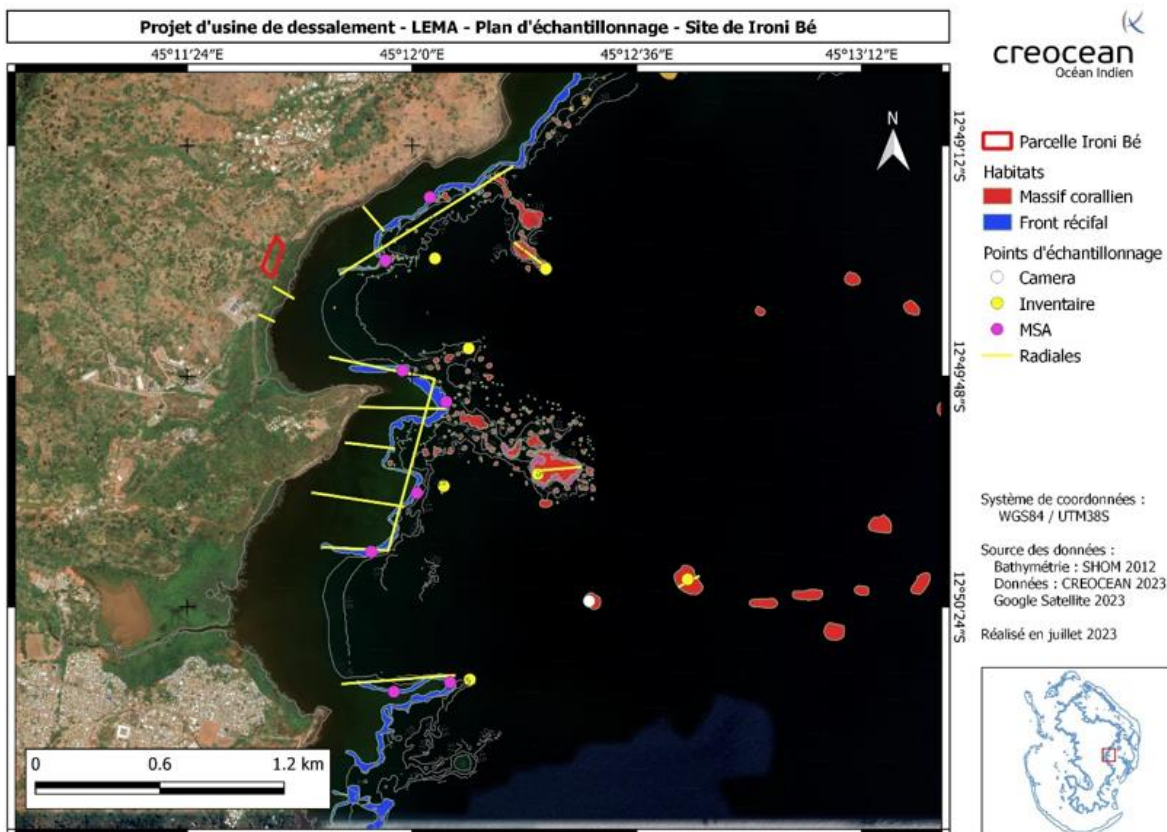 Projet d'usine de dessalement - LEMA - Plan d'échantillonnage - Site de Ironi Bé
45°11'24"E
45°12'0"E
45°12'36"E
45°13'12"E
creocean
Océan Indien
N
12°49'12"S
12°49'48"S
12°50'24"S
Parcelle Ironi Bé
Habitats
Massif corallien
Front récifal
Points d'échantillonnage
Camera
Inventaire
MSA
Radiales
Système de coordonnées :
WGS84 / UTM38S
Source des données :
Bathymétrie : SHOM 2012
Données : CREOCEAN 2023
Google Satellite 2023
Réalisé en juillet 2023
0 0.6 1.2 km